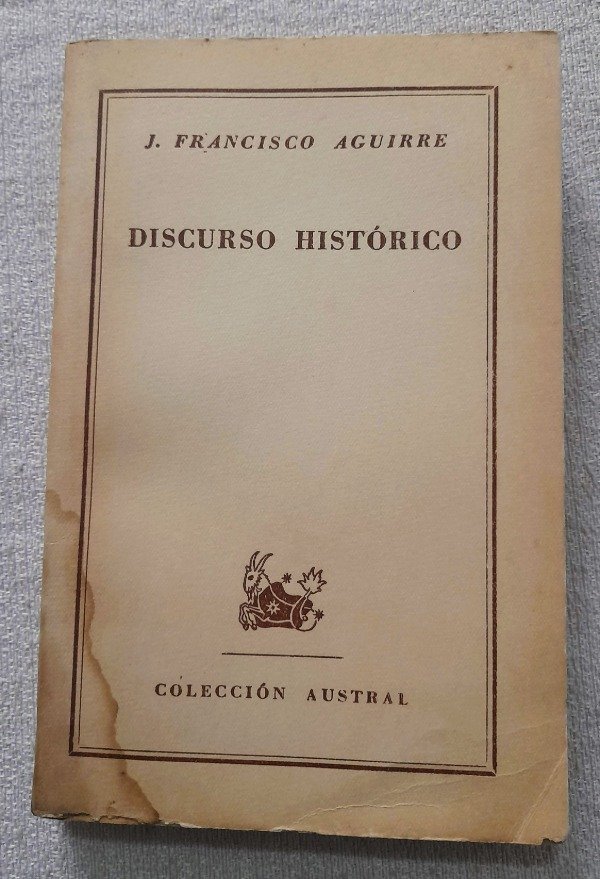 J. FRANCISCO AGUIRRE
DISCURSO HISTÓRICO
COLECCIÓN AUSTRAL